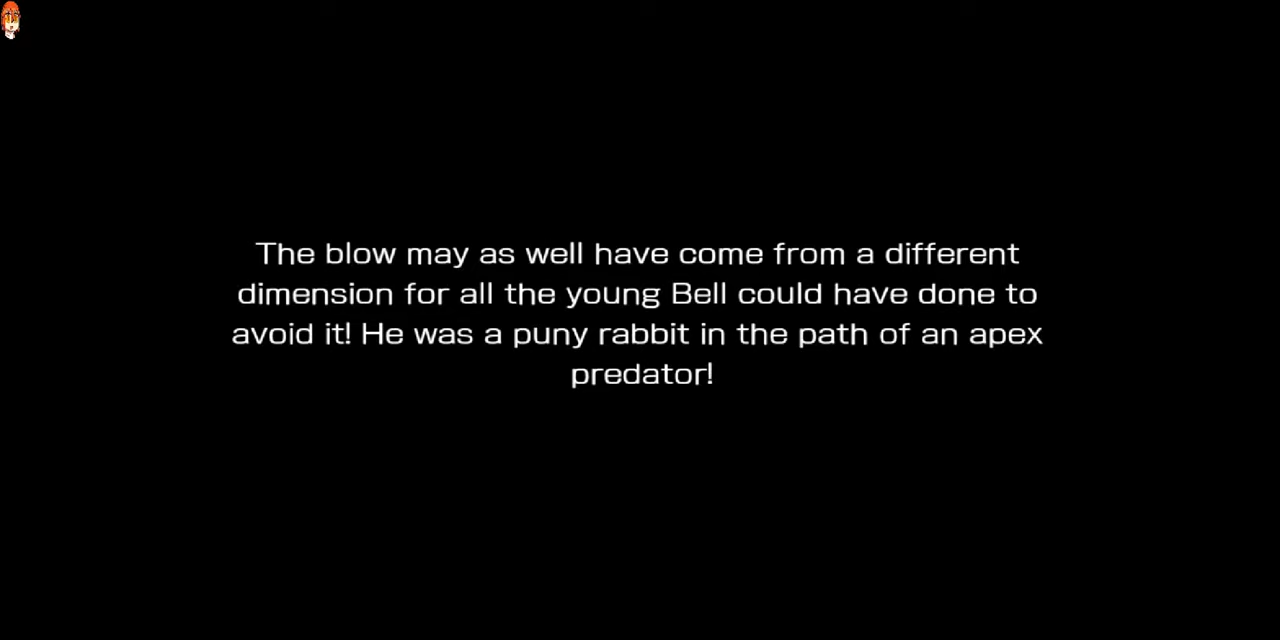 The blow may as well have come from a different
dimension for all the young Bell could have done to
avoid it! He was a puny rabbit in the path of an apex
predator!